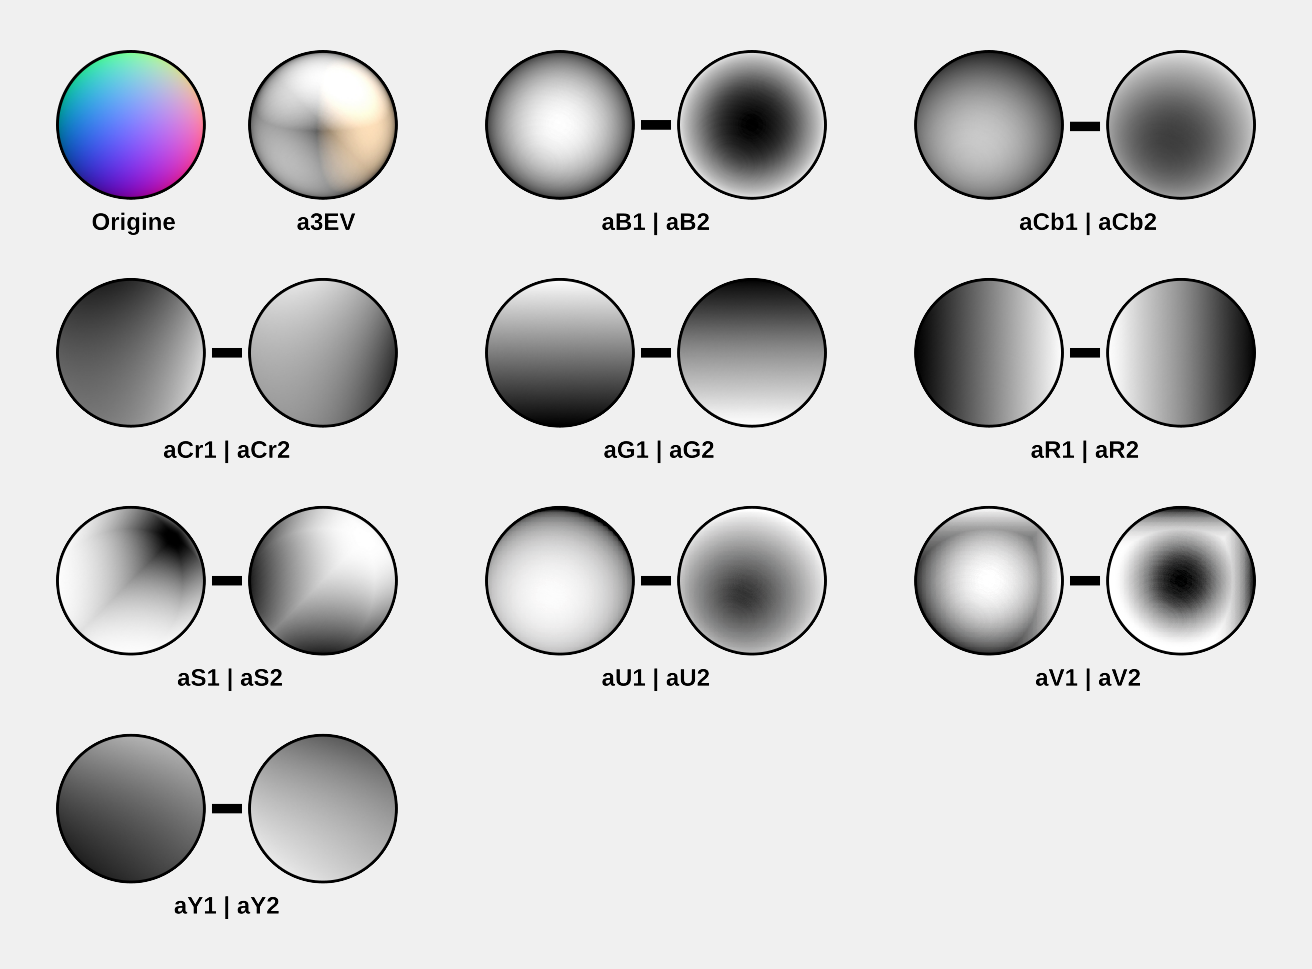 Origine
a3EV
aB1 | aB2
aCb1 | aCb2
aCr1 | aCr2
aG1 | aG2
aR1 | aR2
aS1 | aS2
aU1 | aU2
aV1 | aV2
aY1 | aY2